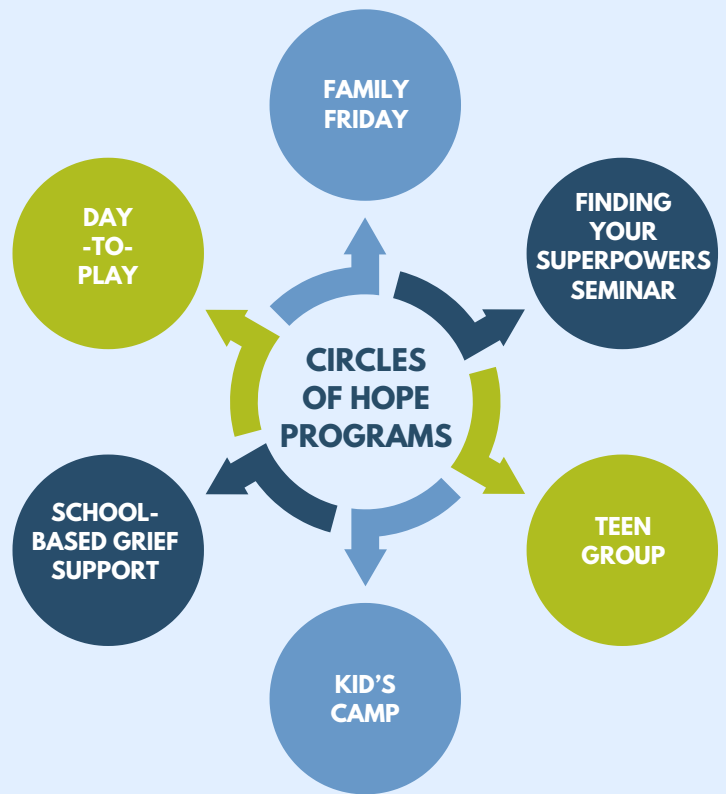 FAMILY
FRIDAY
FINDING
YOUR
SUPERPOWERS
SEMINAR
DAY
-TO-
PLAY
CIRCLES
OF HOPE
PROGRAMS
SCHOOL-
BASED GRIEF
SUPPORT
TEEN
GROUP
KID’S
CAMP